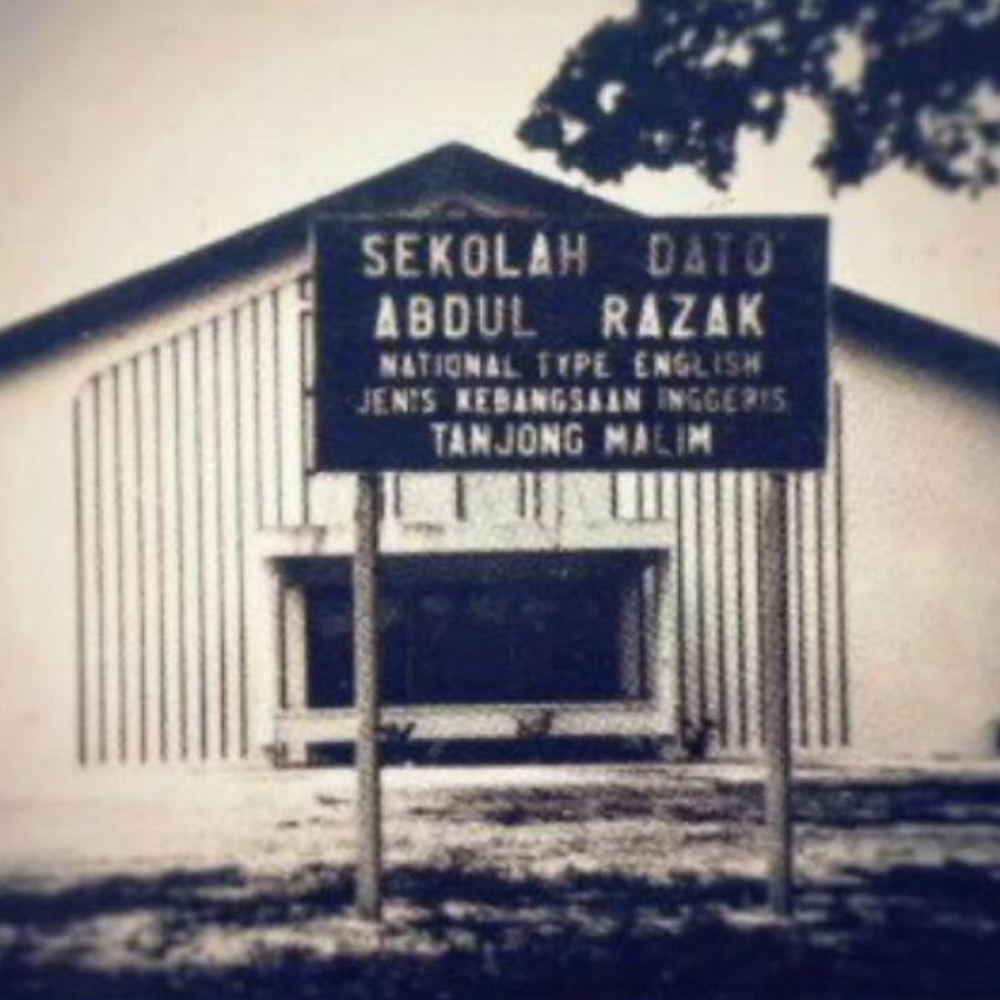 SEKOLAH DATO'
ABDUL RAZAK
NATIONAL TYPE ENGLISH
JENIS KEBANGSAAN INGGERIS
TANJONG MALIM